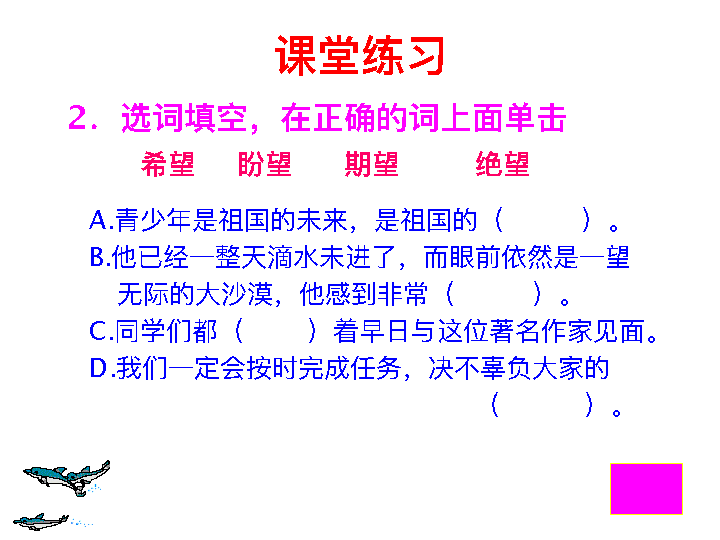 课堂练习
2．选词填空，在正确的词上面单击
希望 盼望 期望 绝望
A.青少年是祖国的未来，是祖国的（ ）。
B.他已经一整天滴水未进了，而眼前依然是一望
无际的大沙漠，他感到非常（ ）。
C.同学们都（ ）着早日与这位著名作家见面。
D.我们一定会按时完成任务，决不辜负大家的
（ ）。